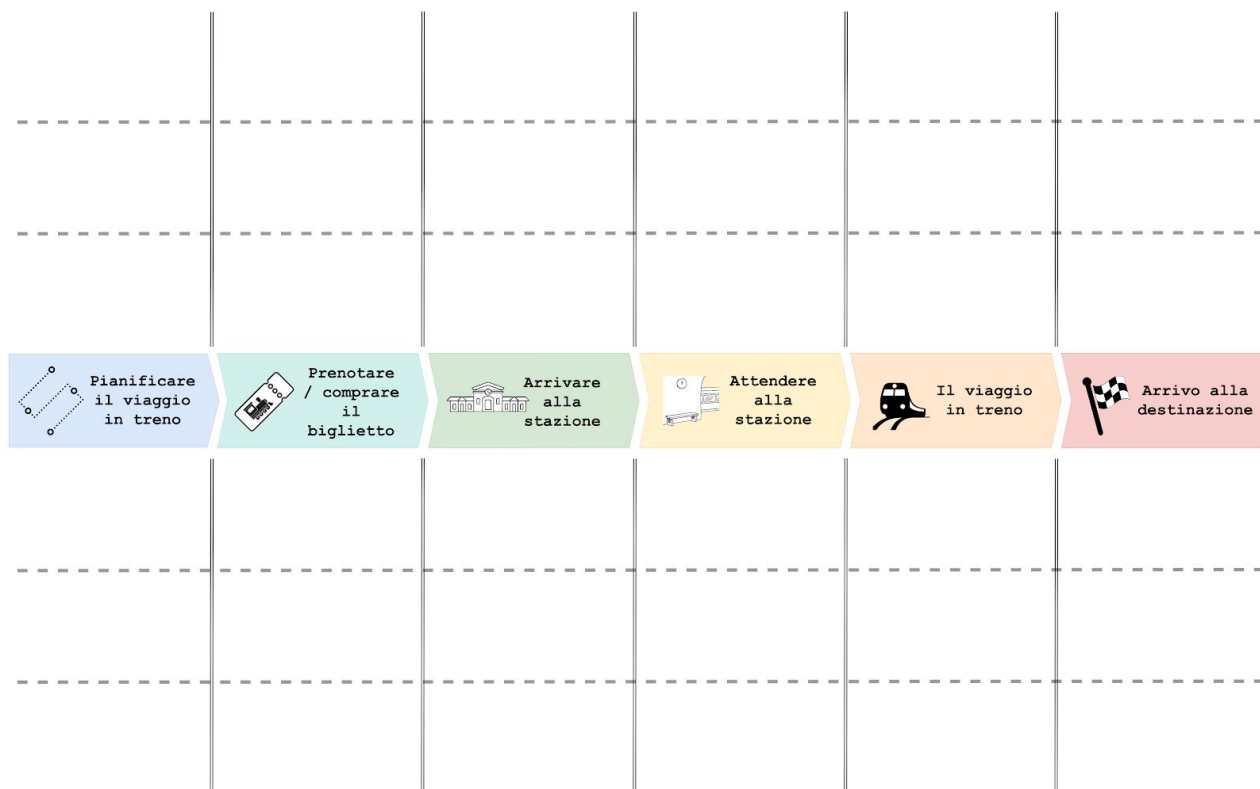 Pianificare
il viaggio
in treno
Prenotare
/ comprare
il
biglietto
Arrivare
alla
stazione
Attendere
alla
stazione
Il viaggio
in treno
Arrivo alla
destinazione